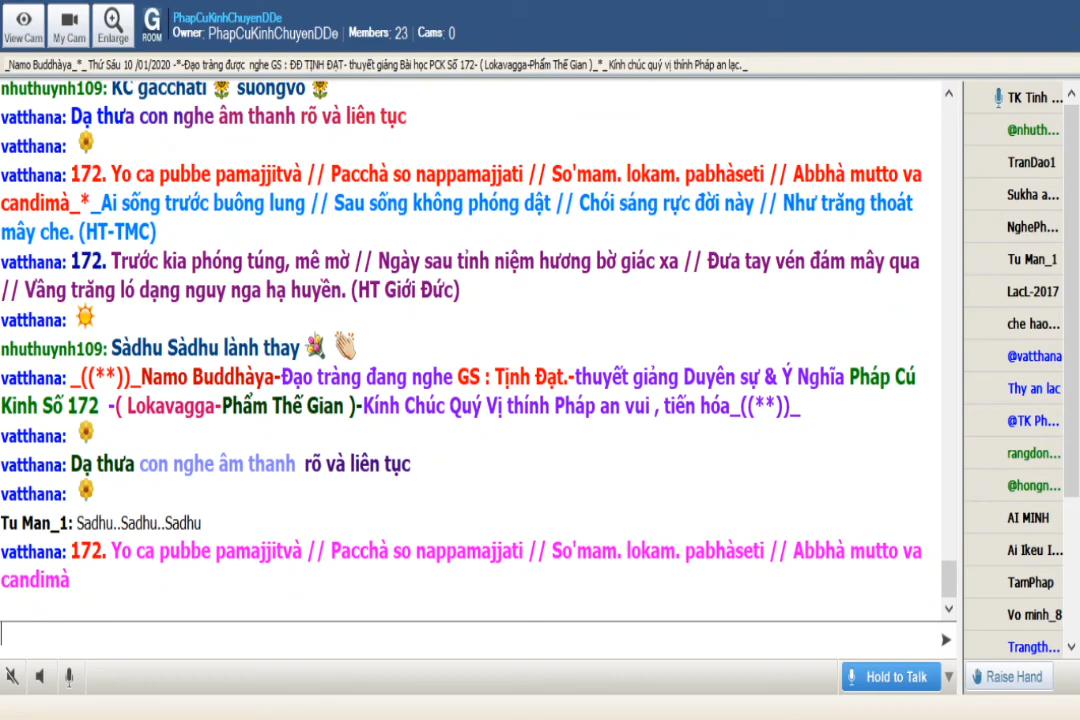 View Cam
My Cam
Enlarge
G
ROOM
PhapCuKinhChuyenDDe
Owner: PhapCuKinhChuyenDDe | Members: 23 | Cams: 0
_Namo Buddhàya_*_ Thứ Sáu 10 /01/2020 -*-Đạo tràng được nghe GS : ĐĐ TỊNH ĐẠT- thuyết giảng Bài học PCK Số 172- ( Lokavagga-Phẩm Thế Gian )_*_ Kính chúc quý vị thính Pháp an lạc._
nhuthuynh109: KC gacchati suongvo
vatthana: Dạ thưa con nghe âm thanh rõ và liên tục
vatthana:
vatthana: 172. Yo ca pubbe pamajjitvà // Pacchà so nappamajjati // So'mam. lokam. pabhàseti // Abbhà mutto va
candimà_*_Ai sống trước buông lung // Sau sống không phóng dật // Chói sáng rực đời này // Như trăng thoát
mây che. (HT-TMC)
vatthana: 172. Trước kia phóng túng, mê mờ // Ngày sau tỉnh niệm hương bờ giác xa // Đưa tay vén đám mây qua
// Vầng trăng ló dạng nguy nga hạ huyền. (HT Giới Đức)
vatthana:
nhuthuynh109: Sàdhu Sàdhu lành thay
vatthana: _((**))_Namo Buddhàya-Đạo tràng đang nghe GS : Tịnh Đạt.-thuyết giảng Duyên sự & Ý Nghĩa Pháp Cú
Kinh Số 172 -( Lokavagga-Phẩm Thế Gian )-Kính Chúc Quý Vị thính Pháp an vui , tiến hóa_((**))_
vatthana:
vatthana: Dạ thưa con nghe âm thanh rõ và liên tục
vatthana:
Tu Man_1: Sadhu..Sadhu..Sadhu
vatthana: 172. Yo ca pubbe pamajjitvà // Pacchà so nappamajjati // So'mam. lokam. pabhàseti // Abbhà mutto va
candimà
TK Tinh ...
@nhuth...
TranDao1
Sukha a...
NghePh...
Tu Man_1
LacL-2017
che hao...
@vatthana
Thy an lac
@TK Ph...
rangdon...
@hongn...
AI MINH
Ai Ikeu I...
TamPhap
Vo minh_8
Trangth...
Hold to Talk
Raise Hand